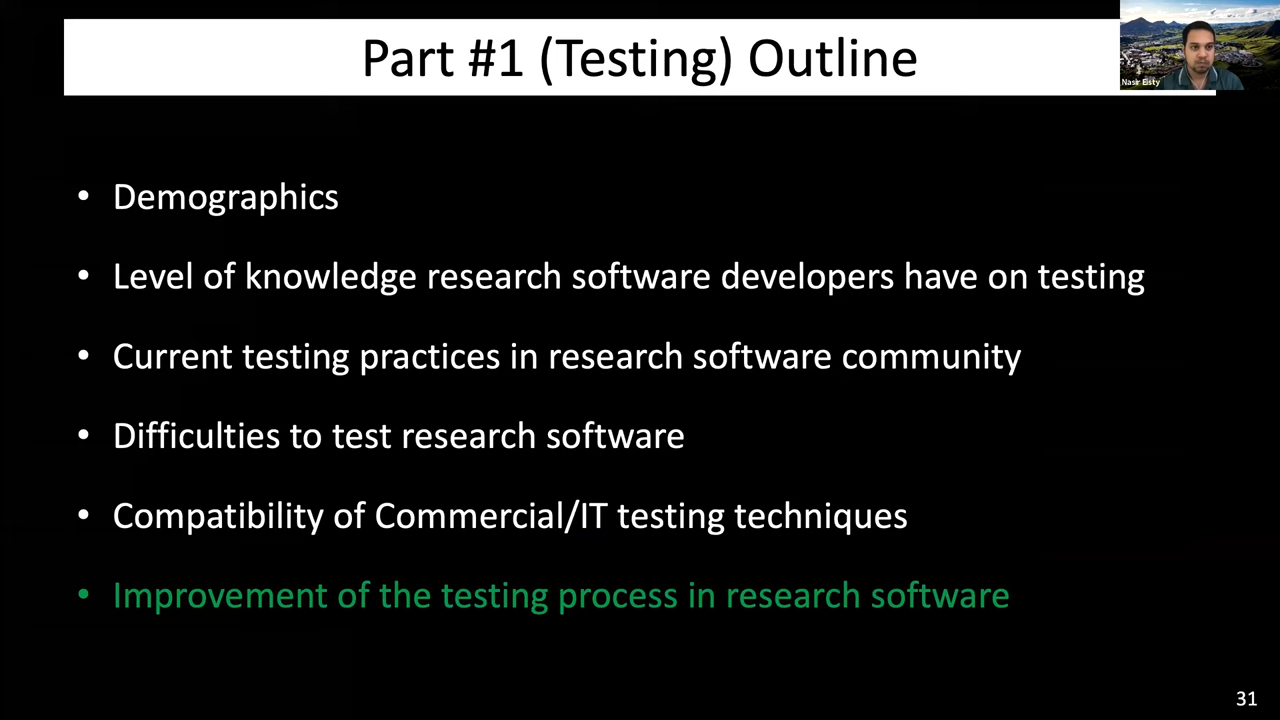 Part #1 (Testing) Outline
Nasir Eisty
• Demographics
• Level of knowledge research software developers have on testing
• Current testing practices in research software community
• Difficulties to test research software
• Compatibility of Commercial/IT testing techniques
• Improvement of the testing process in research software
31